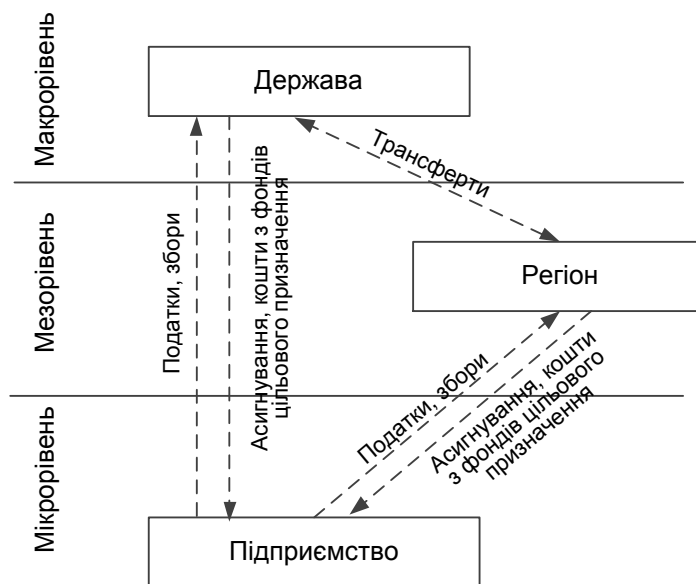 Макрорівень
Держава
Трансферти
Мезорівень
Податки, збори
Асигнування, кошти з фондів
цільового призначення
Регіон
Мікрорівень
Податки, збори
Асигнування, кошти
з фондів цільового
призначення
Підприємство